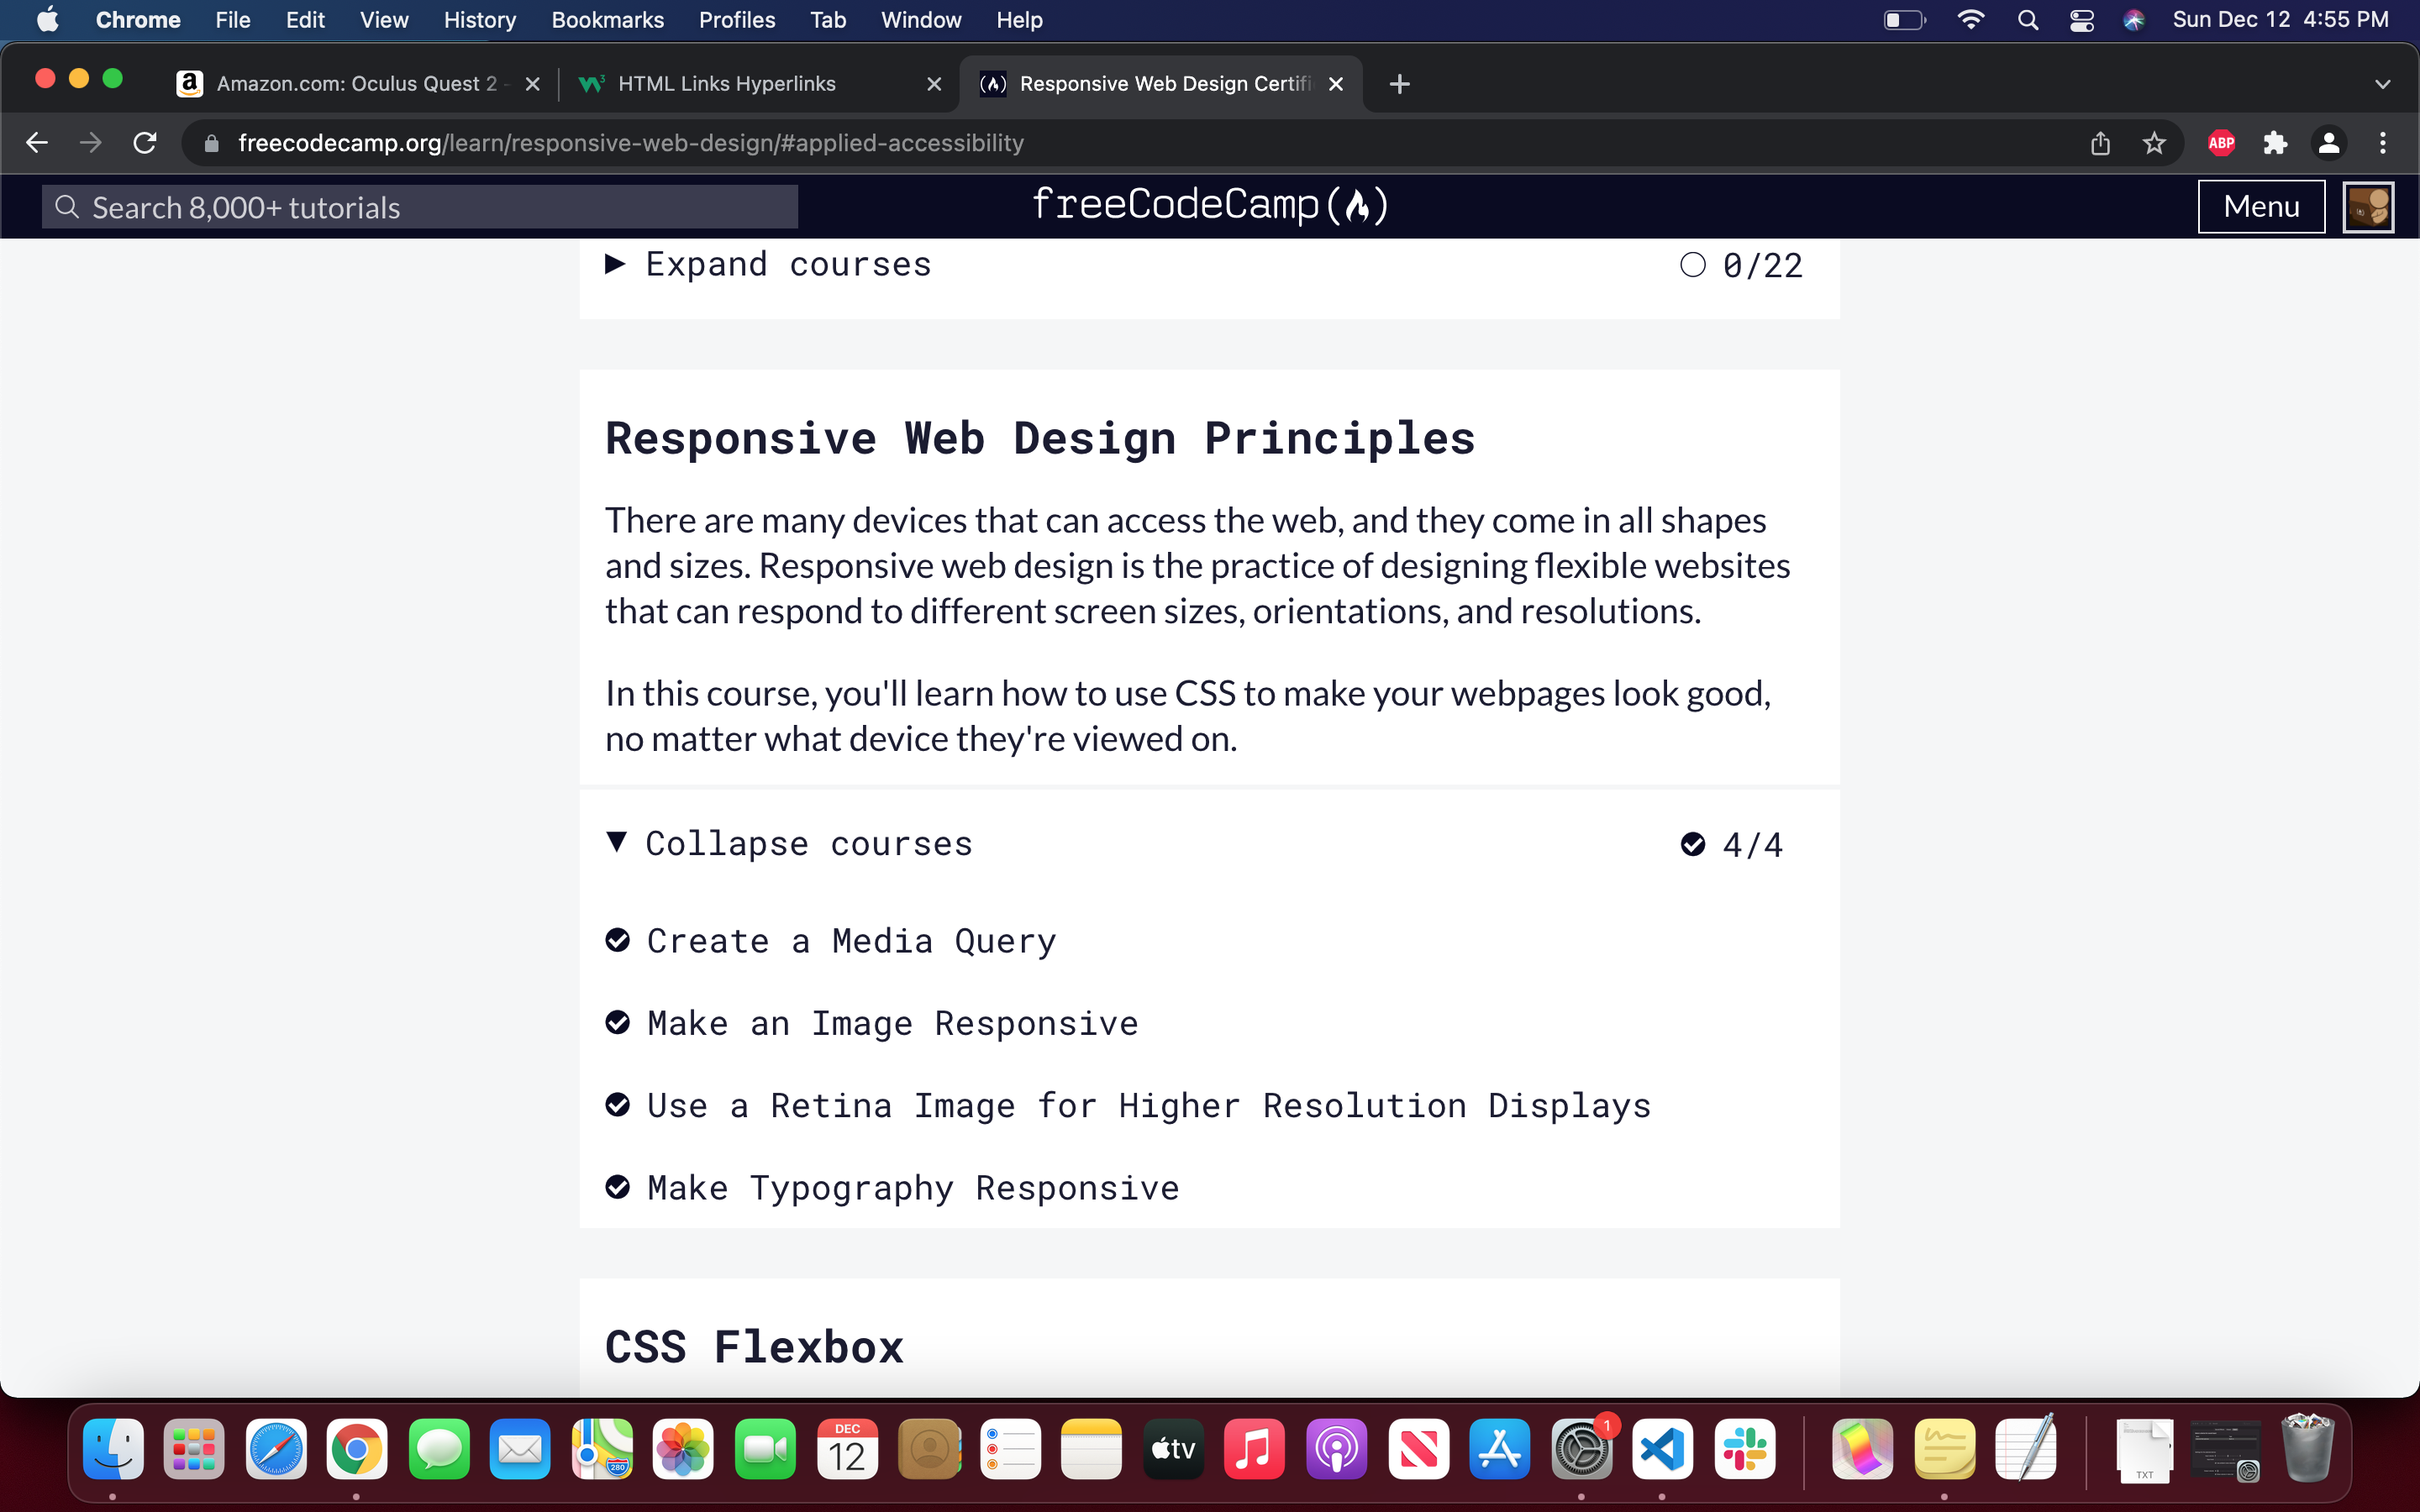 Chrome File Edit View History Bookmarks Profiles Tab Window Help Sun Dec 12 4:55 PM
Amazon.com: Oculus Quest 2 - HTML Links Hyperlinks Responsive Web Design Certifi
freecodecamp.org/learn/responsive-web-design/#applied-accessibility ABP
Search 8,000+ tutorials freeCodeCamp Menu
Expand courses 0/22
Responsive Web Design Principles
There are many devices that can access the web, and they come in all shapes
and sizes. Responsive web design is the practice of designing flexible websites
that can respond to different screen sizes, orientations, and resolutions.
In this course, you'll learn how to use CSS to make your webpages look good,
no matter what device they're viewed on.
Collapse courses 4/4
Create a Media Query
Make an Image Responsive
Use a Retina Image for Higher Resolution Displays
Make Typography Responsive
CSS Flexbox
280 DEC 12 tv 1 TXT